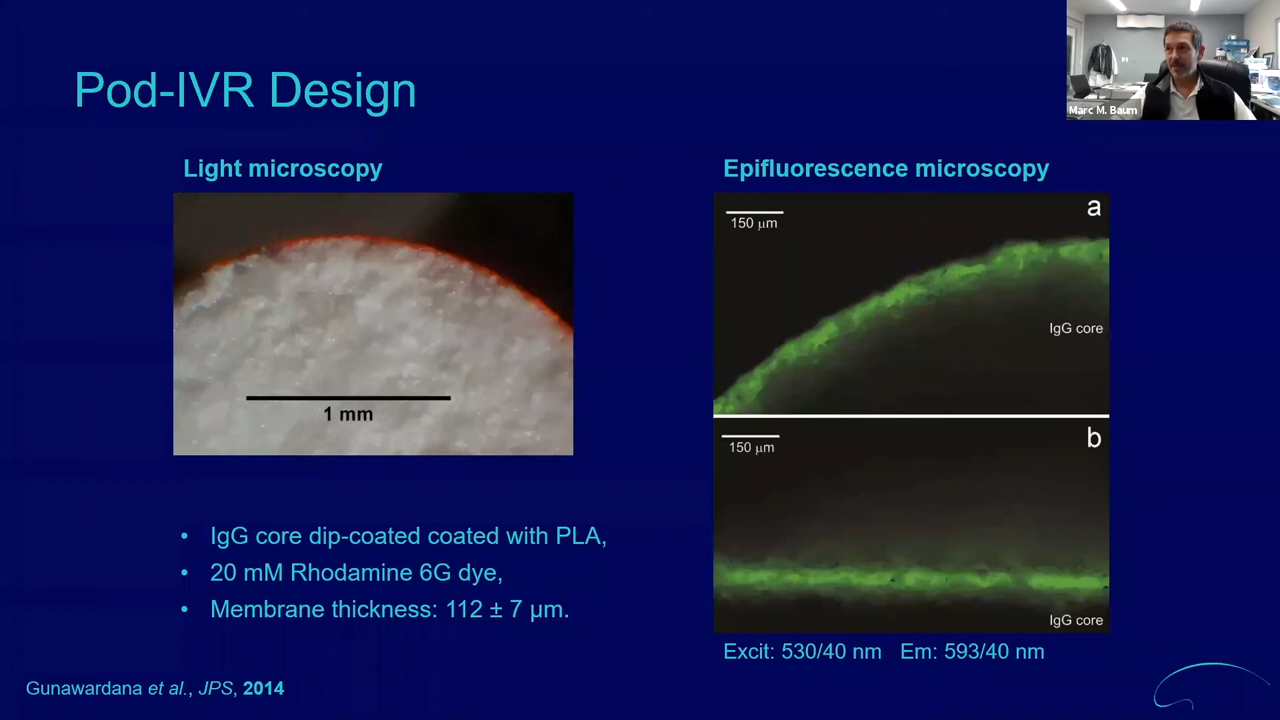 Pod-IVR Design
Marc M. Baum
Light microscopy
1 mm
Epifluorescence microscopy
a
150 μm
IgG core
b
150 μm
IgG core
Excit: 530/40 nm Em: 593/40 nm
• IgG core dip-coated coated with PLA,
• 20 mM Rhodamine 6G dye,
• Membrane thickness: 112 ± 7 μm.
Gunawardana et al., JPS, 2014